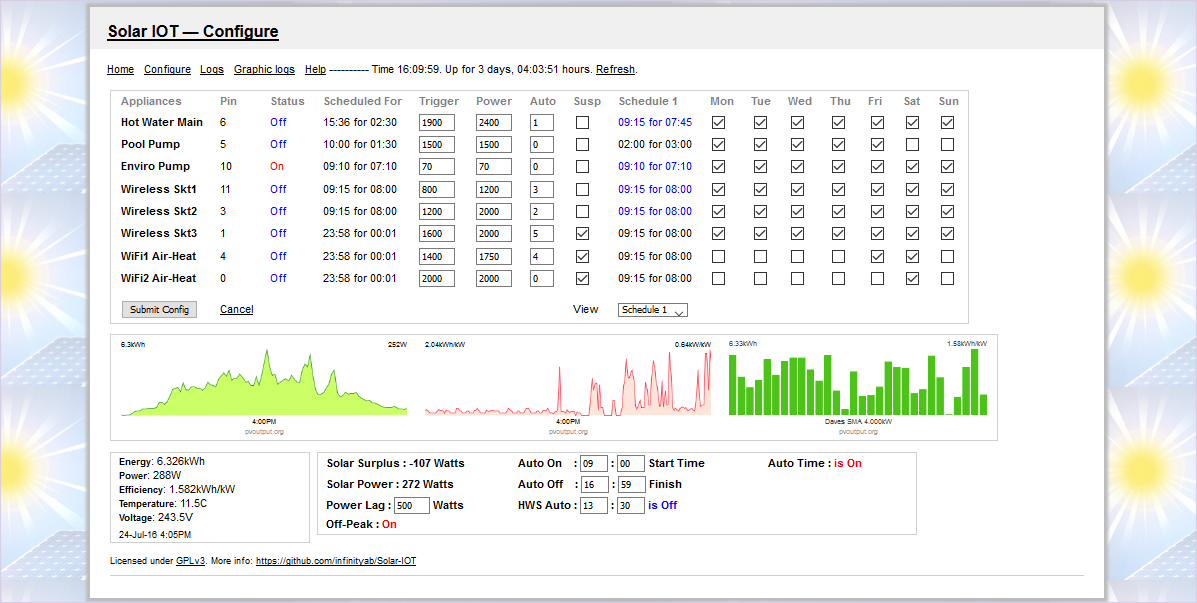 Solar IOT — Configure
Home Configure Logs Graphic logs Help ---------- Time 16:09:59. Up for 3 days, 04:03:51 hours. Refresh.
Appliances Pin Status Scheduled For Trigger Power Auto Susp Schedule 1 Mon Tue Wed Thu Fri Sat Sun
Hot Water Main 6 Off 15:36 for 02:30 1900 2400 1 09:15 for 07:45
Pool Pump 5 Off 10:00 for 01:30 1500 1500 0 02:00 for 03:00
Enviro Pump 10 On 09:10 for 07:10 70 70 0 09:10 for 07:10
Wireless Skt1 11 Off 09:15 for 08:00 800 1200 3 09:15 for 08:00
Wireless Skt2 3 Off 09:15 for 08:00 1200 2000 2 09:15 for 08:00
Wireless Skt3 1 Off 23:58 for 00:01 1600 2000 5 09:15 for 08:00
WiFi1 Air-Heat 4 Off 23:58 for 00:01 1400 1750 4 09:15 for 08:00
WiFi2 Air-Heat 0 Off 23:58 for 00:01 2000 2000 0 09:15 for 08:00
Submit Config Cancel View Schedule 1
6.3kWh 252W 2.04kWh/kW 0.64kW/kW 6.33kWh 1.58kWh/kW
4:00PM 4:00PM Daves SMA 4.000kW
pvoutput.org pvoutput.org pvoutput.org
Energy: 6.326kWh
Power: 288W
Efficiency: 1.582kWh/kW
Temperature: 11.5C
Voltage: 243.5V
24-Jul-16 4:05PM
Solar Surplus : -107 Watts Auto On : 09 : 00 Start Time Auto Time : is On
Solar Power : 272 Watts Auto Off : 16 : 59 Finish
Power Lag : 500 Watts HWS Auto : 13 : 30 is Off
Off-Peak : On
Licensed under GPLv3. More info: https://github.com/infinityab/Solar-IOT